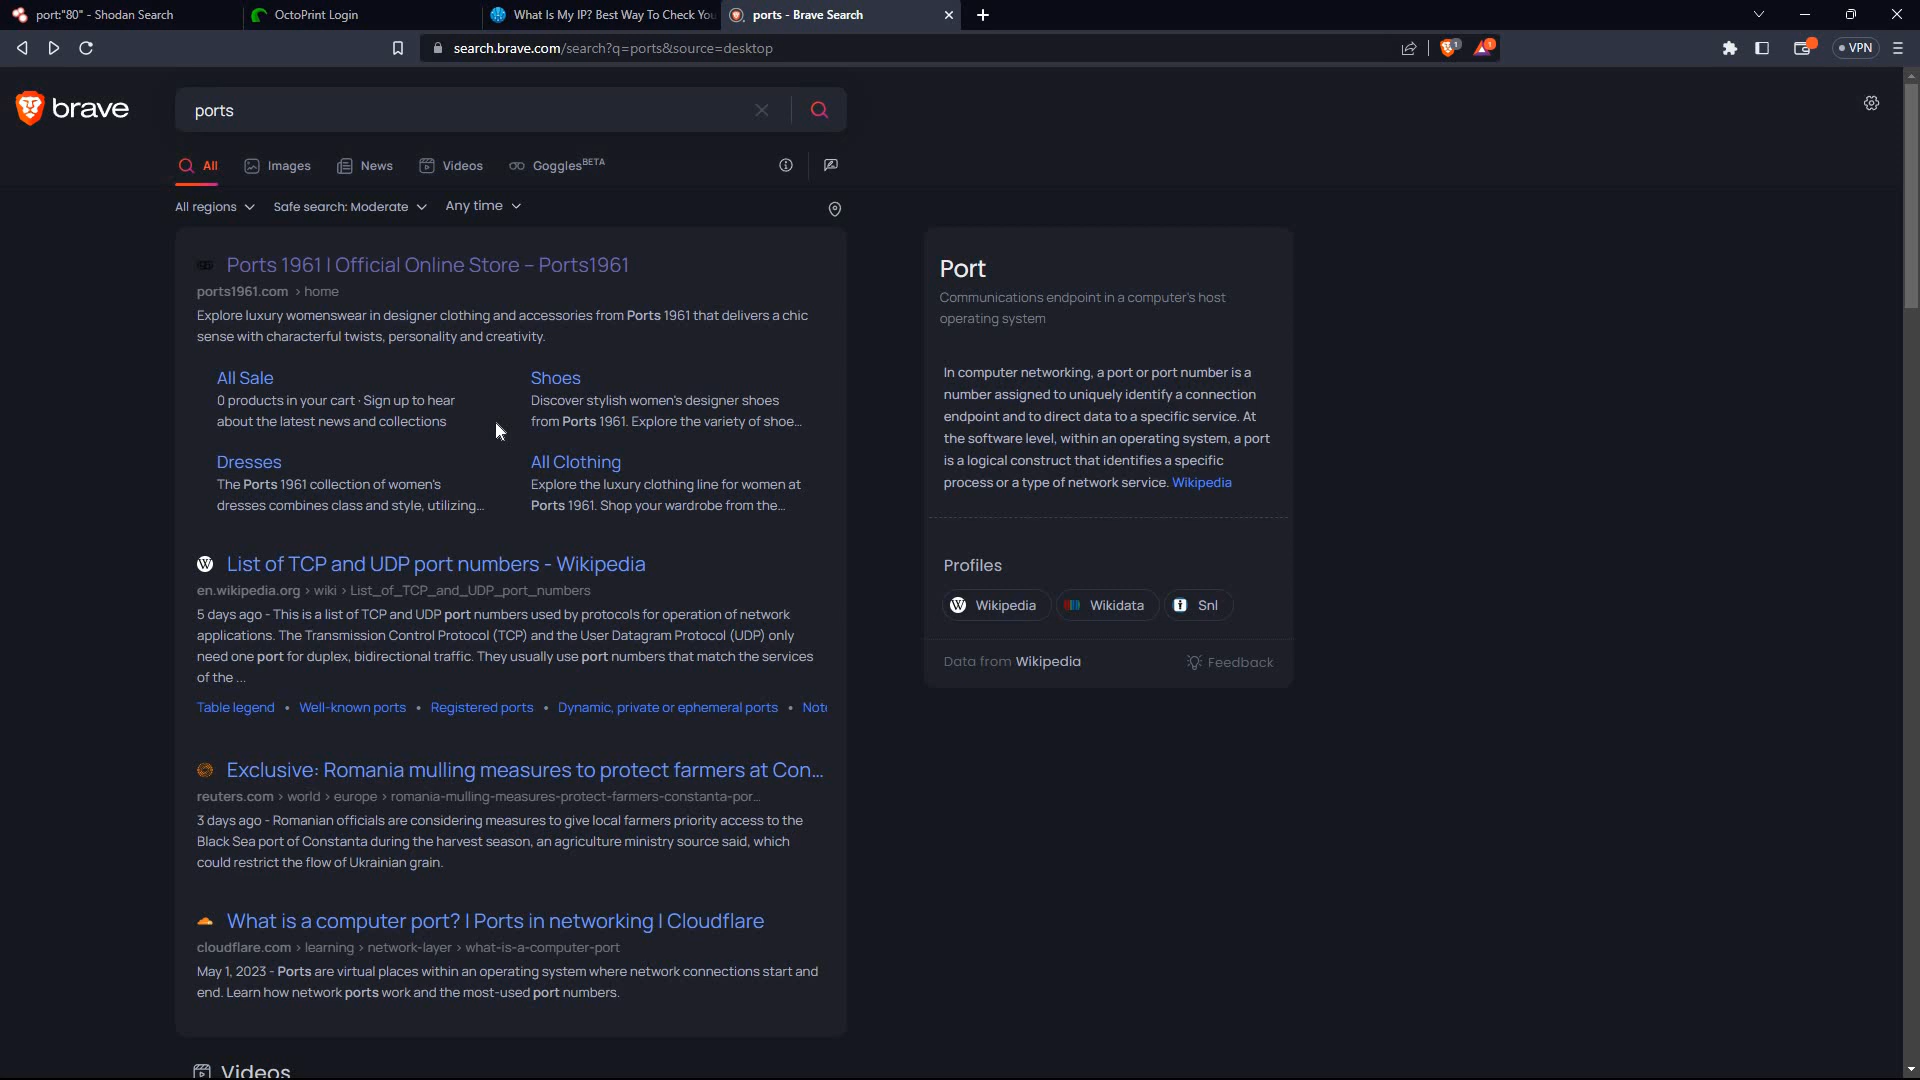 port:"80" - Shodan Search
OctoPrint Login
What Is My IP? Best Way To Check You
ports - Brave Search
search.brave.com/search?q=ports&source=desktop
1
1
VPN
brave
ports
All
Images
News
Videos
Goggles BETA
All regions
Safe search: Moderate
Any time
Ports 1961 | Official Online Store – Ports1961
ports1961.com › home
Explore luxury womenswear in designer clothing and accessories from Ports 1961 that delivers a chic
sense with characterful twists, personality and creativity.
All Sale
0 products in your cart · Sign up to hear
about the latest news and collections
Shoes
Discover stylish women's designer shoes
from Ports 1961. Explore the variety of shoe...
Dresses
The Ports 1961 collection of women's
dresses combines class and style, utilizing...
All Clothing
Explore the luxury clothing line for women at
Ports 1961. Shop your wardrobe from the...
List of TCP and UDP port numbers - Wikipedia
en.wikipedia.org › wiki › List_of_TCP_and_UDP_port_numbers
5 days ago - This is a list of TCP and UDP port numbers used by protocols for operation of network
applications. The Transmission Control Protocol (TCP) and the User Datagram Protocol (UDP) only
need one port for duplex, bidirectional traffic. They usually use port numbers that match the services
of the ...
Table legend • Well-known ports • Registered ports • Dynamic, private or ephemeral ports • Note
Exclusive: Romania mulling measures to protect farmers at Con...
reuters.com › world › europe › romania-mulling-measures-protect-farmers-constanta-por...
3 days ago - Romanian officials are considering measures to give local farmers priority access to the
Black Sea port of Constanta during the harvest season, an agriculture ministry source said, which
could restrict the flow of Ukrainian grain.
What is a computer port? | Ports in networking | Cloudflare
cloudflare.com › learning › network-layer › what-is-a-computer-port
May 1, 2023 - Ports are virtual places within an operating system where network connections start and
end. Learn how network ports work and the most-used port numbers.
Videos
Port
Communications endpoint in a computer's host
operating system
In computer networking, a port or port number is a
number assigned to uniquely identify a connection
endpoint and to direct data to a specific service. At
the software level, within an operating system, a port
is a logical construct that identifies a specific
process or a type of network service. Wikipedia
Profiles
Wikipedia
Wikidata
Snl
Data from Wikipedia
Feedback